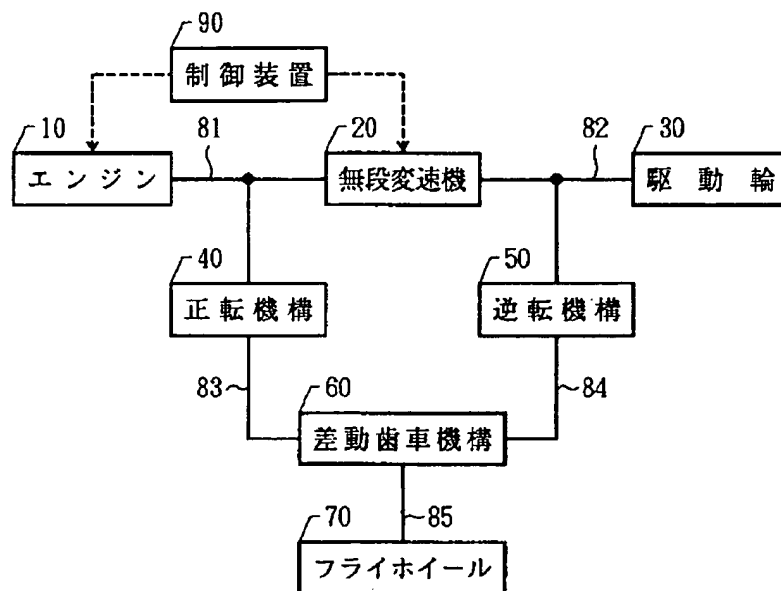 90
制御装置
10
エンジン
81
20
無段変速機
82
30
駆動輪
40
正転機構
50
逆転機構
83
60
差動歯車機構
84
70
85
フライホイール